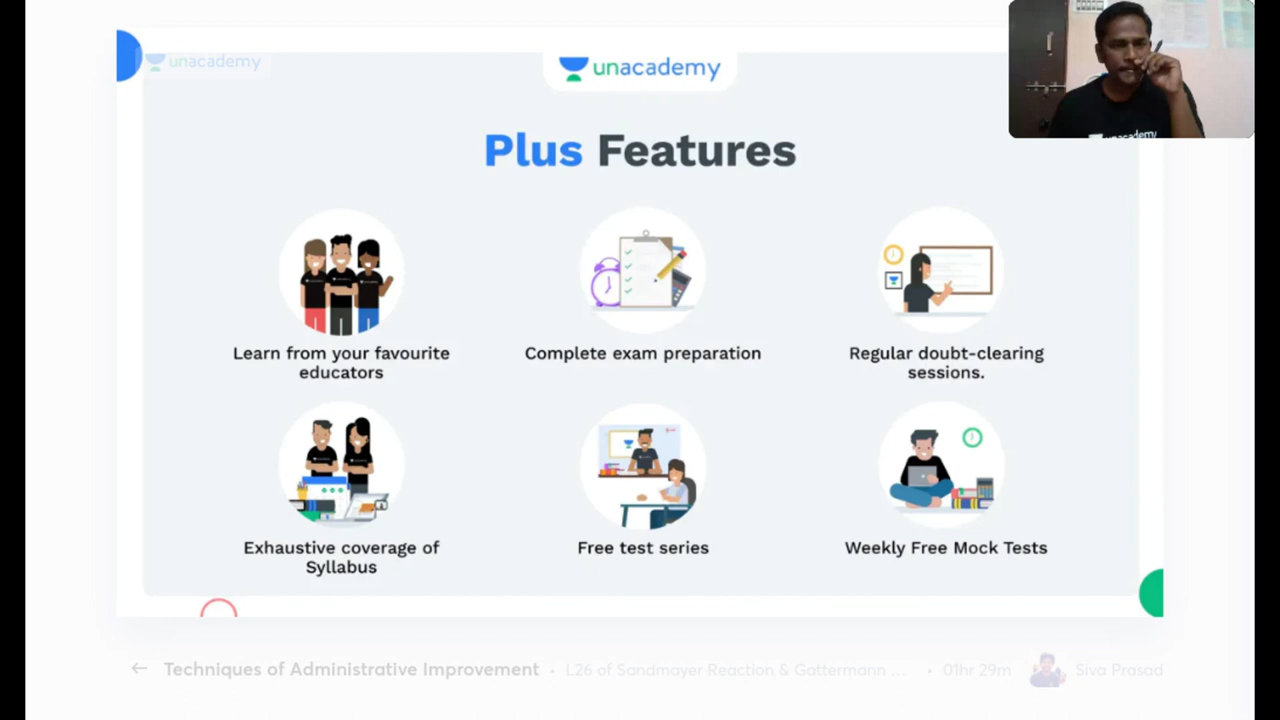 unacademy
unacademy
unacademy
Plus Features
Learn from your favourite
educators
Complete exam preparation
Regular doubt-clearing
sessions.
Exhaustive coverage of
Syllabus
Free test series
Weekly Free Mock Tests
← Techniques of Administrative Improvement • L26 of Sandmayer Reaction & Gattermann ... • 01hr 29m Siva Prasad